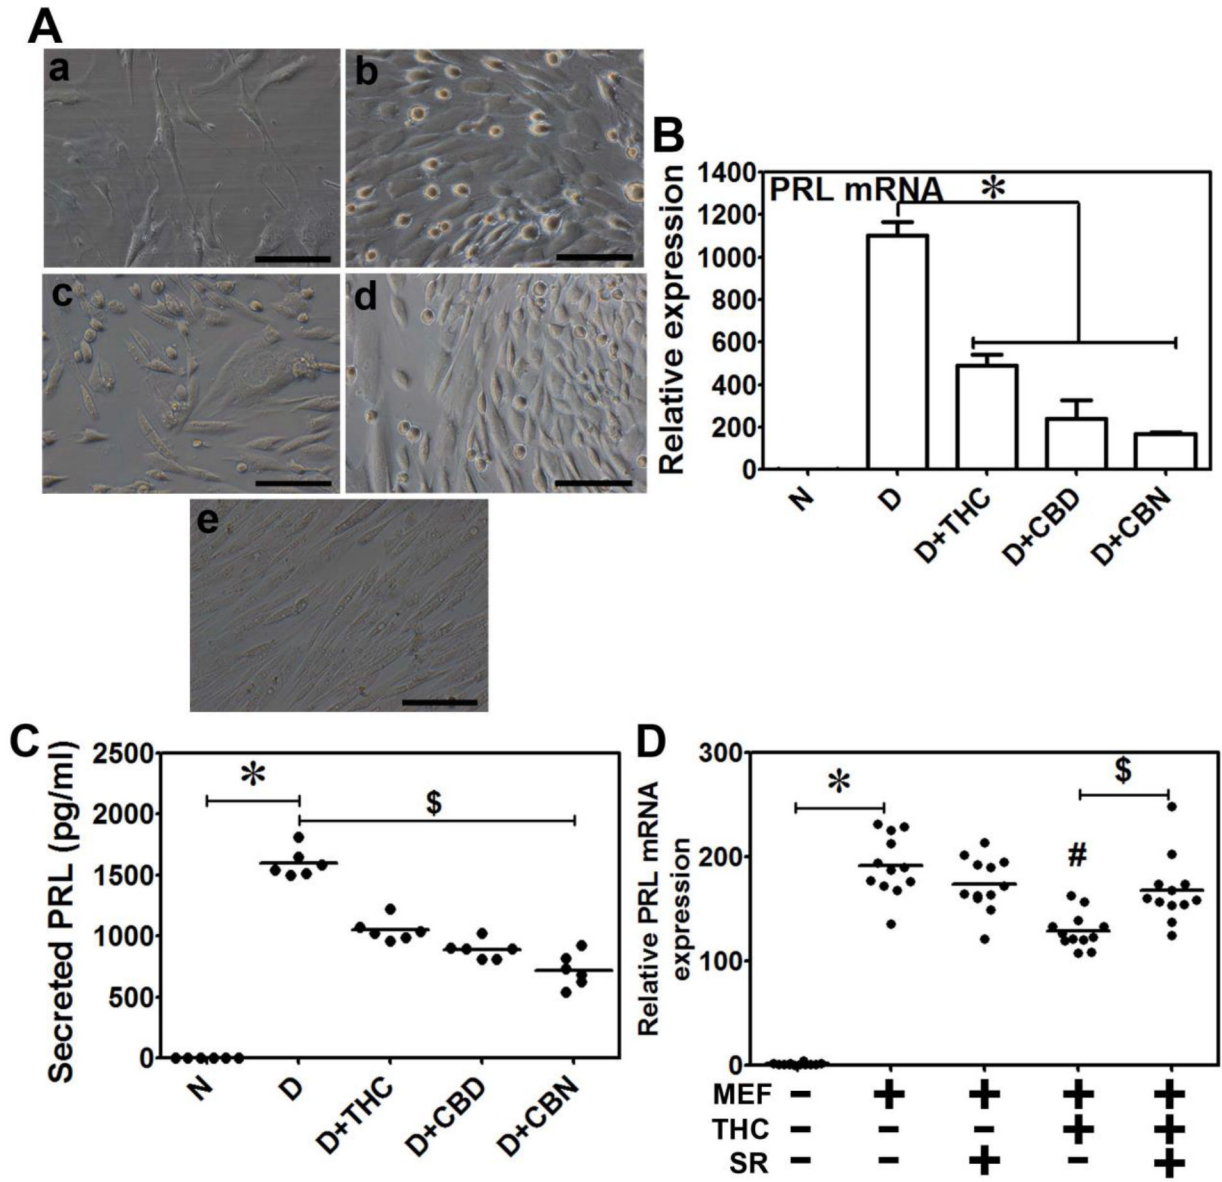 A
a
b
c
d
e
B
PRL mRNA
*
Relative expression
1400
1200
1000
800
600
400
200
0
N
D
D+THC
D+CBD
D+CBN
C
Secreted PRL (pg/ml)
2500
2000
1500
1000
500
0
*
$
N
D
D+THC
D+CBD
D+CBN
D
Relative PRL mRNA
expression
300
200
100
0
*
#
$
MEF − + + + +
THC − − − + +
SR − − + − +